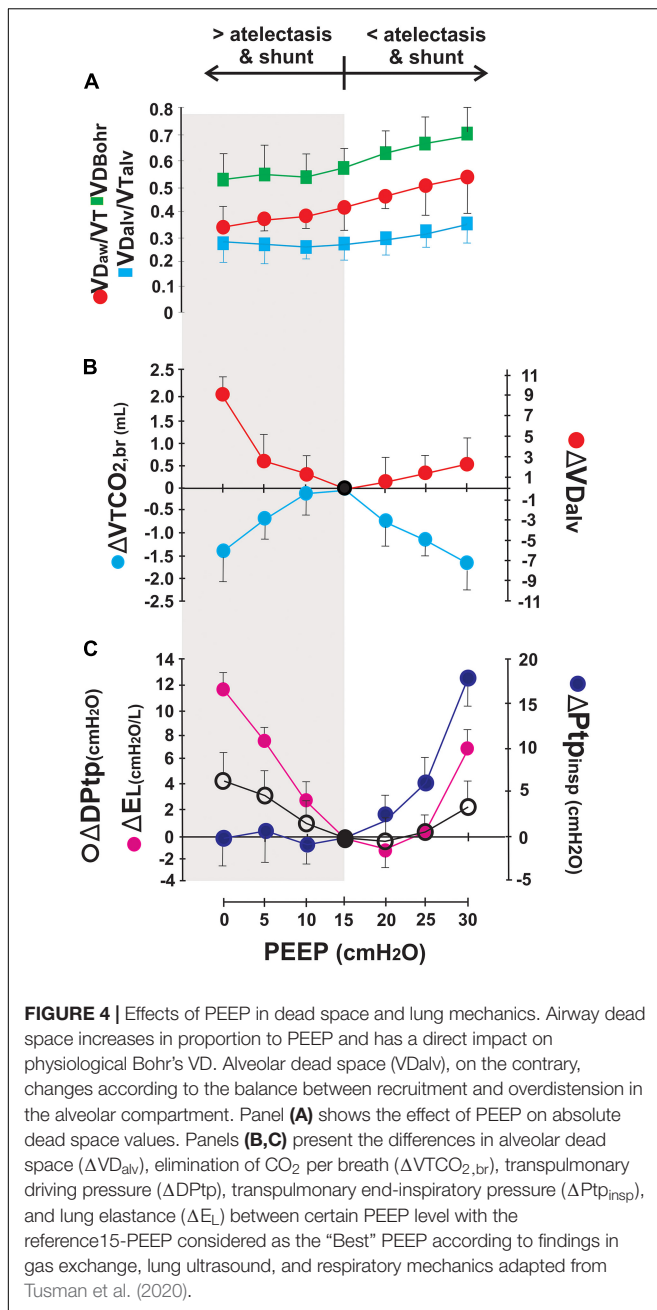 > atelectasis & shunt
< atelectasis & shunt
A
VDaw/VT VDBohr
VDalv/VTalv
0.8
0.7
0.6
0.5
0.4
0.3
0.2
0.1
0
B
ΔVTCO2,br (mL)
2.5
2.0
1.5
1.0
0.5
0
-0.5
-1.0
-1.5
-2.0
-2.5
11
9
7
5
3
1
-1
-3
-5
-7
-9
-11
ΔVDalv
C
ΔDPtp(cmH2O)
ΔEL(cmH2O/L)
14
12
10
8
6
4
2
0
-2
-4
20
15
10
5
0
-5
ΔPtpinsp (cmH2O)
0 5 10 15 20 25 30
PEEP (cmH2O)
FIGURE 4 | Effects of PEEP in dead space and lung mechanics. Airway dead
space increases in proportion to PEEP and has a direct impact on
physiological Bohr's VD. Alveolar dead space (VDalv), on the contrary,
changes according to the balance between recruitment and overdistension in
the alveolar compartment. Panel (A) shows the effect of PEEP on absolute
dead space values. Panels (B,C) present the differences in alveolar dead
space (ΔVDalv), elimination of CO2 per breath (ΔVTCO2,br), transpulmonary
driving pressure (ΔDPtp), transpulmonary end-inspiratory pressure (ΔPtpinsp),
and lung elastance (ΔEL) between certain PEEP level with the
reference15-PEEP considered as the "Best" PEEP according to findings in
gas exchange, lung ultrasound, and respiratory mechanics adapted from
Tusman et al. (2020).